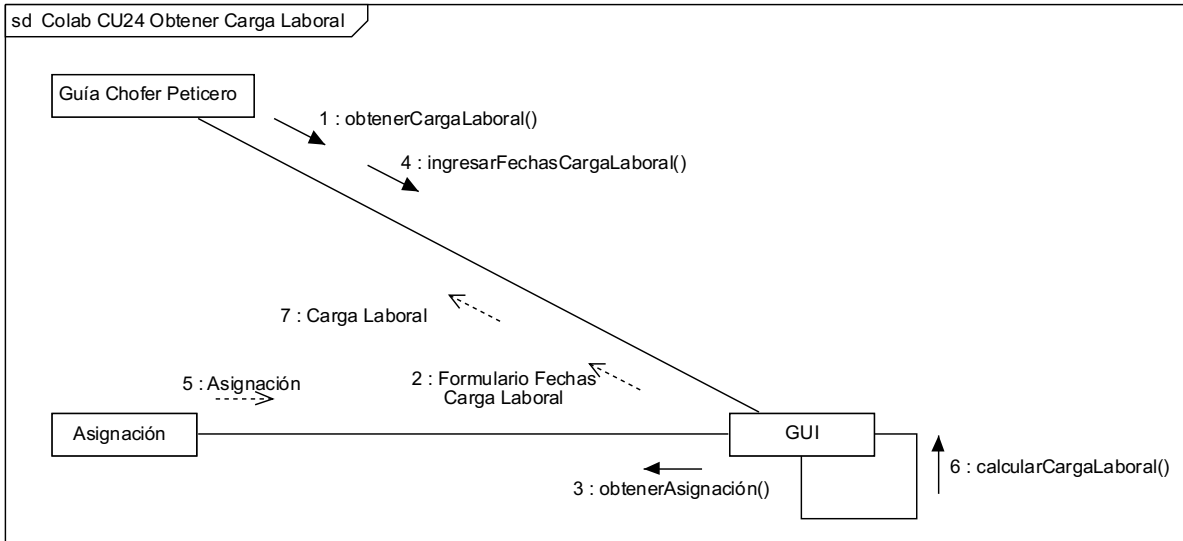 sd Colab CU24 Obtener Carga Laboral
Guía Chofer Peticero
1 : obtenerCargaLaboral()
4 : ingresarFechasCargaLaboral()
7 : Carga Laboral
5 : Asignación
2 : Formulario Fechas
Carga Laboral
Asignación
GUI
6 : calcularCargaLaboral()
3 : obtenerAsignación()